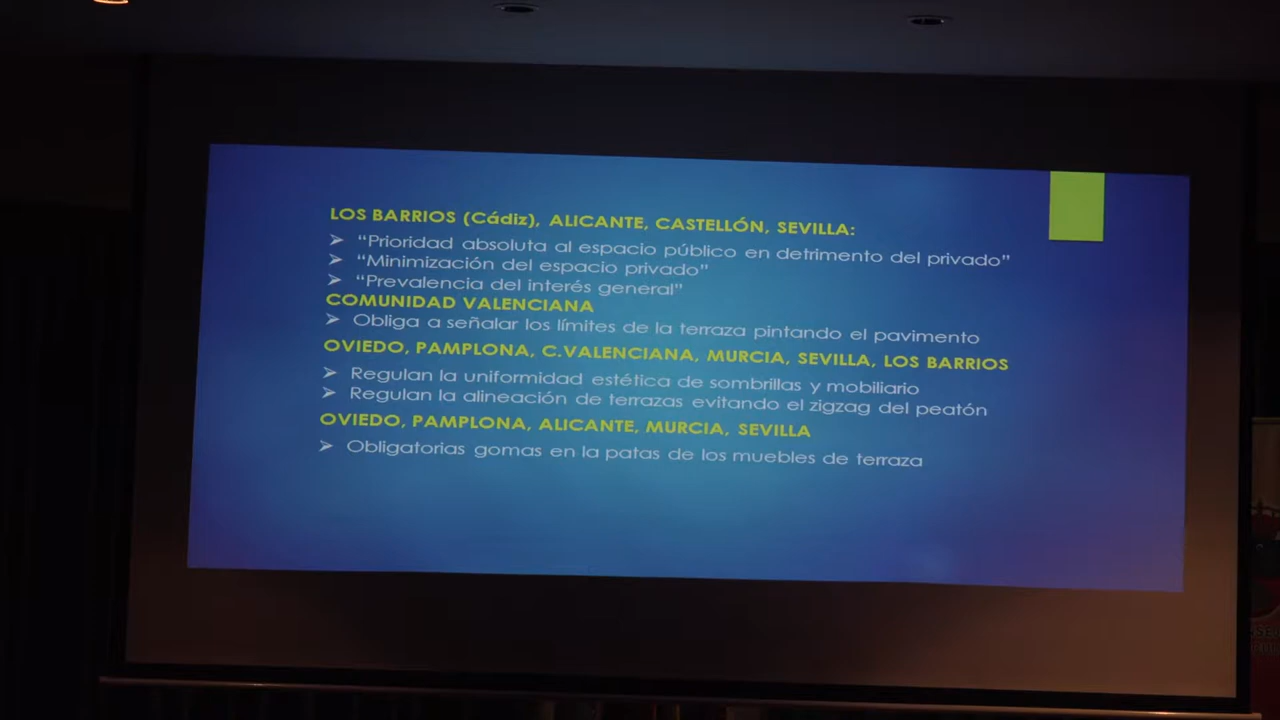 LOS BARRIOS (Cádiz), ALICANTE, CASTELLÓN, SEVILLA:
➢ “Prioridad absoluta al espacio público en detrimento del privado”
➢ “Minimización del espacio privado”
➢ “Prevalencia del interés general”
COMUNIDAD VALENCIANA
➢ Obliga a señalar los límites de la terraza pintando el pavimento
OVIEDO, PAMPLONA, C.VALENCIANA, MURCIA, SEVILLA, LOS BARRIOS
➢ Regulan la uniformidad estética de sombrillas y mobiliario
➢ Regulan la alineación de terrazas evitando el zigzag del peatón
OVIEDO, PAMPLONA, ALICANTE, MURCIA, SEVILLA
➢ Obligatorias gomas en la patas de los muebles de terraza